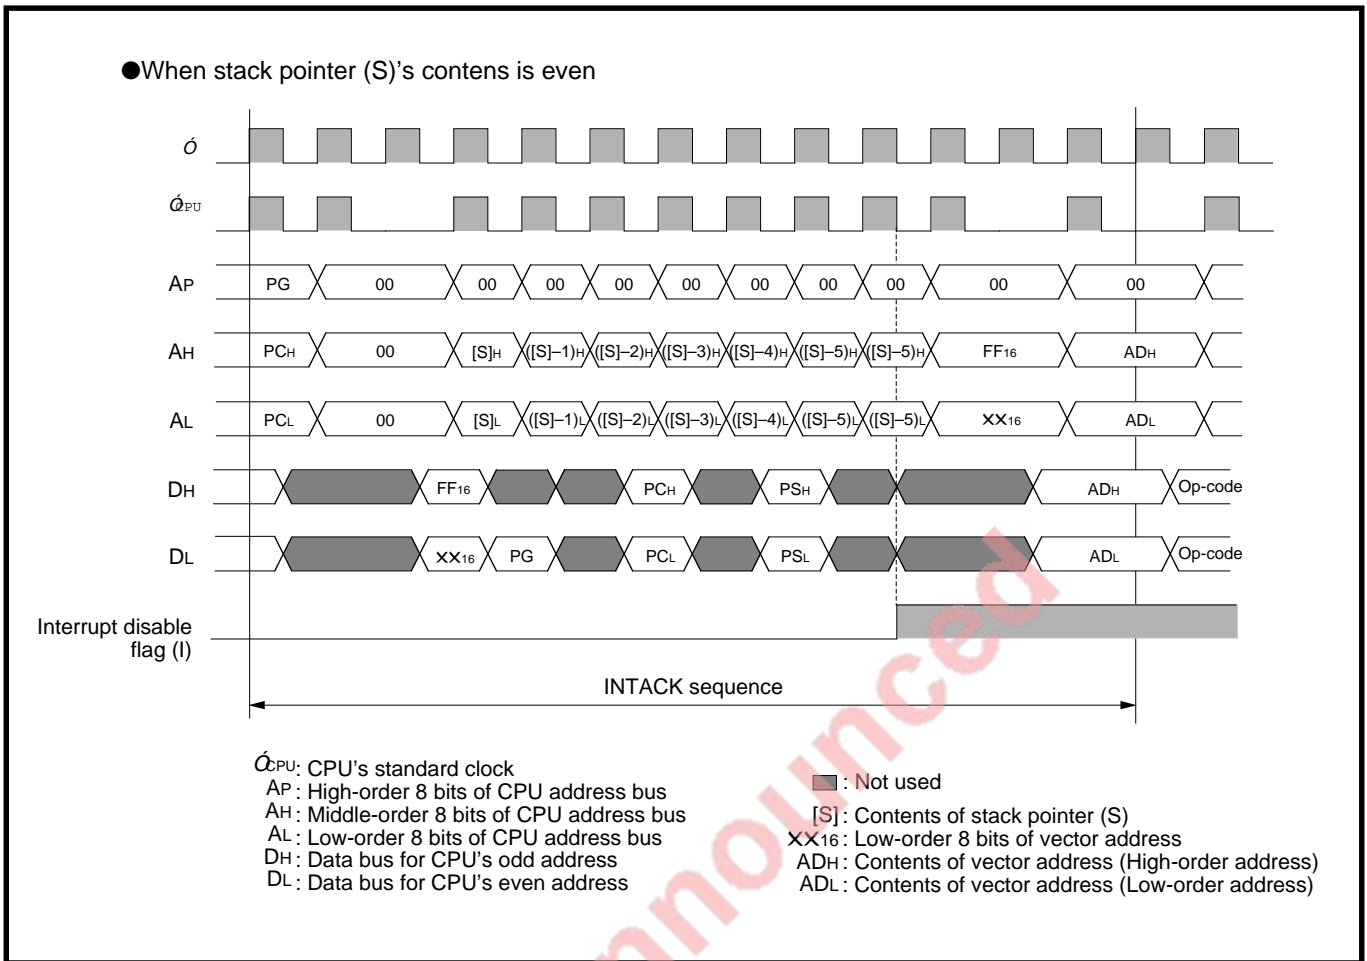 ●When stack pointer (S)'s contens is even
Ó
ÓCPU
AP PG 00 00 00 00 00 00 00 00 00 00
AH PCH 00 [S]H ([S]–1)H ([S]–2)H ([S]–3)H ([S]–4)H ([S]–5)H ([S]–5)H FF16 ADH
AL PCL 00 [S]L ([S]–1)L ([S]–2)L ([S]–3)L ([S]–4)L ([S]–5)L ([S]–5)L XX16 ADL
DH FF16 PCH PSH ADH Op-code
DL XX16 PG PCL PSL ADL Op-code
Interrupt disable
flag (I)
INTACK sequence
ÓCPU: CPU's standard clock
AP : High-order 8 bits of CPU address bus
AH : Middle-order 8 bits of CPU address bus
AL : Low-order 8 bits of CPU address bus
DH : Data bus for CPU's odd address
DL : Data bus for CPU's even address
: Not used
[S] : Contents of stack pointer (S)
XX16 : Low-order 8 bits of vector address
ADH : Contents of vector address (High-order address)
ADL : Contents of vector address (Low-order address)
nnounced